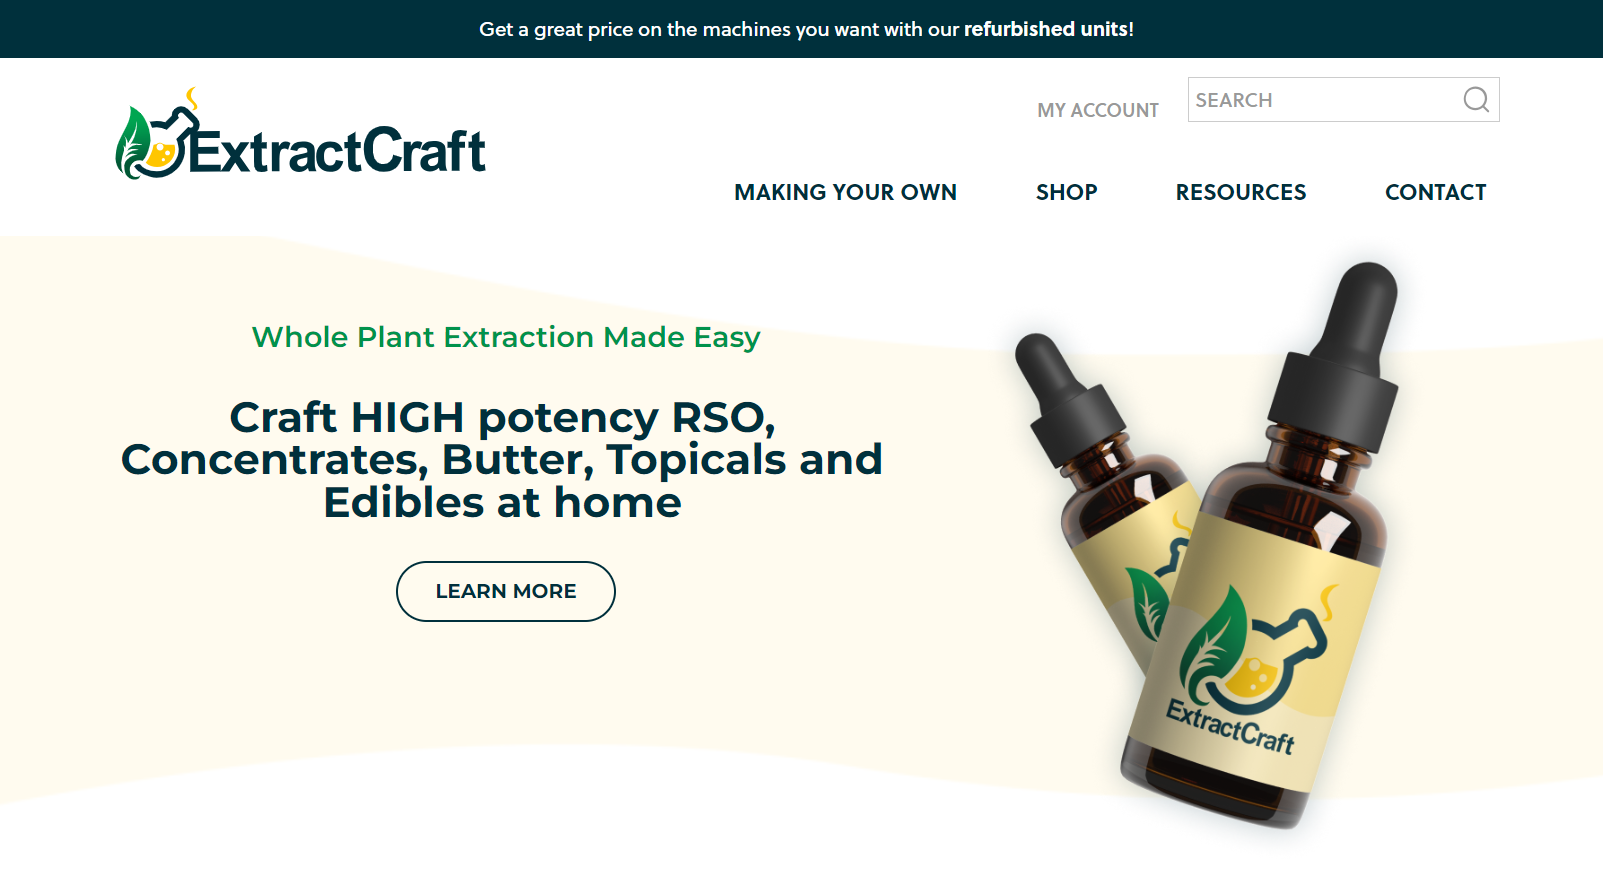 Get a great price on the machines you want with our refurbished units!
ExtractCraft
MY ACCOUNT
SEARCH
MAKING YOUR OWN
SHOP
RESOURCES
CONTACT
Whole Plant Extraction Made Easy
Craft HIGH potency RSO,
Concentrates, Butter, Topicals and
Edibles at home
LEARN MORE
ExtractCraft